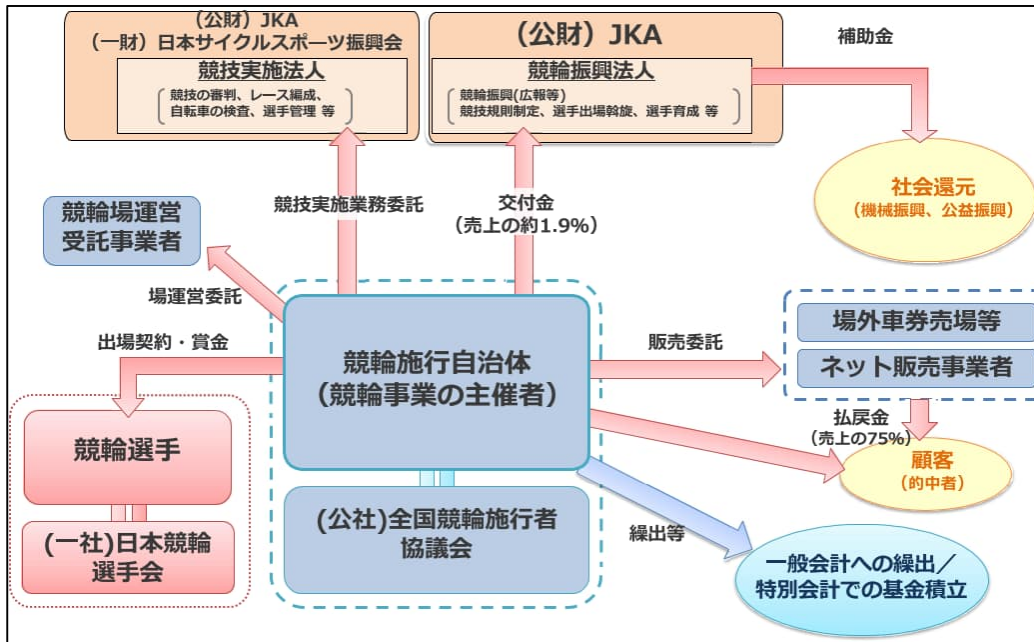 (公財) JKA
(一財) 日本サイクルスポーツ振興会
競技実施法人
競技の審判、レース編成、
自転車の検査、選手管理 等
(公財) JKA
競輪振興法人
競輪振興(広報等)
競技規則制定、選手出場斡旋、選手育成 等
補助金
社会還元
(機械振興、公益振興)
競技実施業務委託
交付金
(売上の約1.9%)
競輪場運営
受託事業者
場運営委託
出場契約・賞金
競輪施行自治体
(競輪事業の主催者)
販売委託
場外車券売場等
ネット販売事業者
払戻金
(売上の75%)
顧客
(的中者)
競輪選手
(一社)日本競輪
選手会
(公社)全国競輪施行者
協議会
繰出等
一般会計への繰出/
特別会計での基金積立